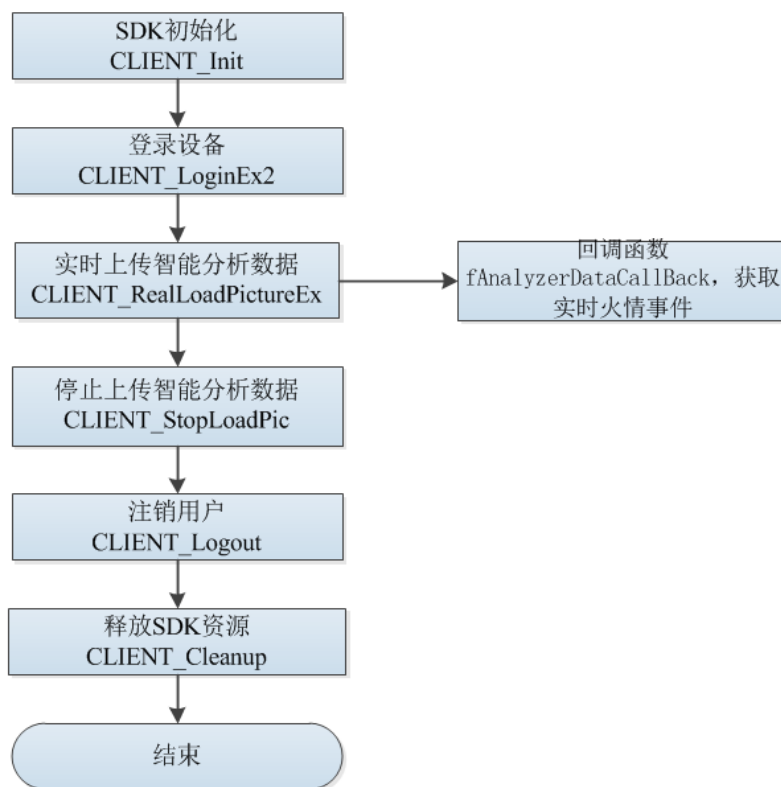 SDK初始化
CLIENT_Init
登录设备
CLIENT_LoginEx2
实时上传智能分析数据
CLIENT_RealLoadPictureEx
回调函数
fAnalyzerDataCallBack，获取
实时火情事件
停止上传智能分析数据
CLIENT_StopLoadPic
注销用户
CLIENT_Logout
释放SDK资源
CLIENT_Cleanup
结束